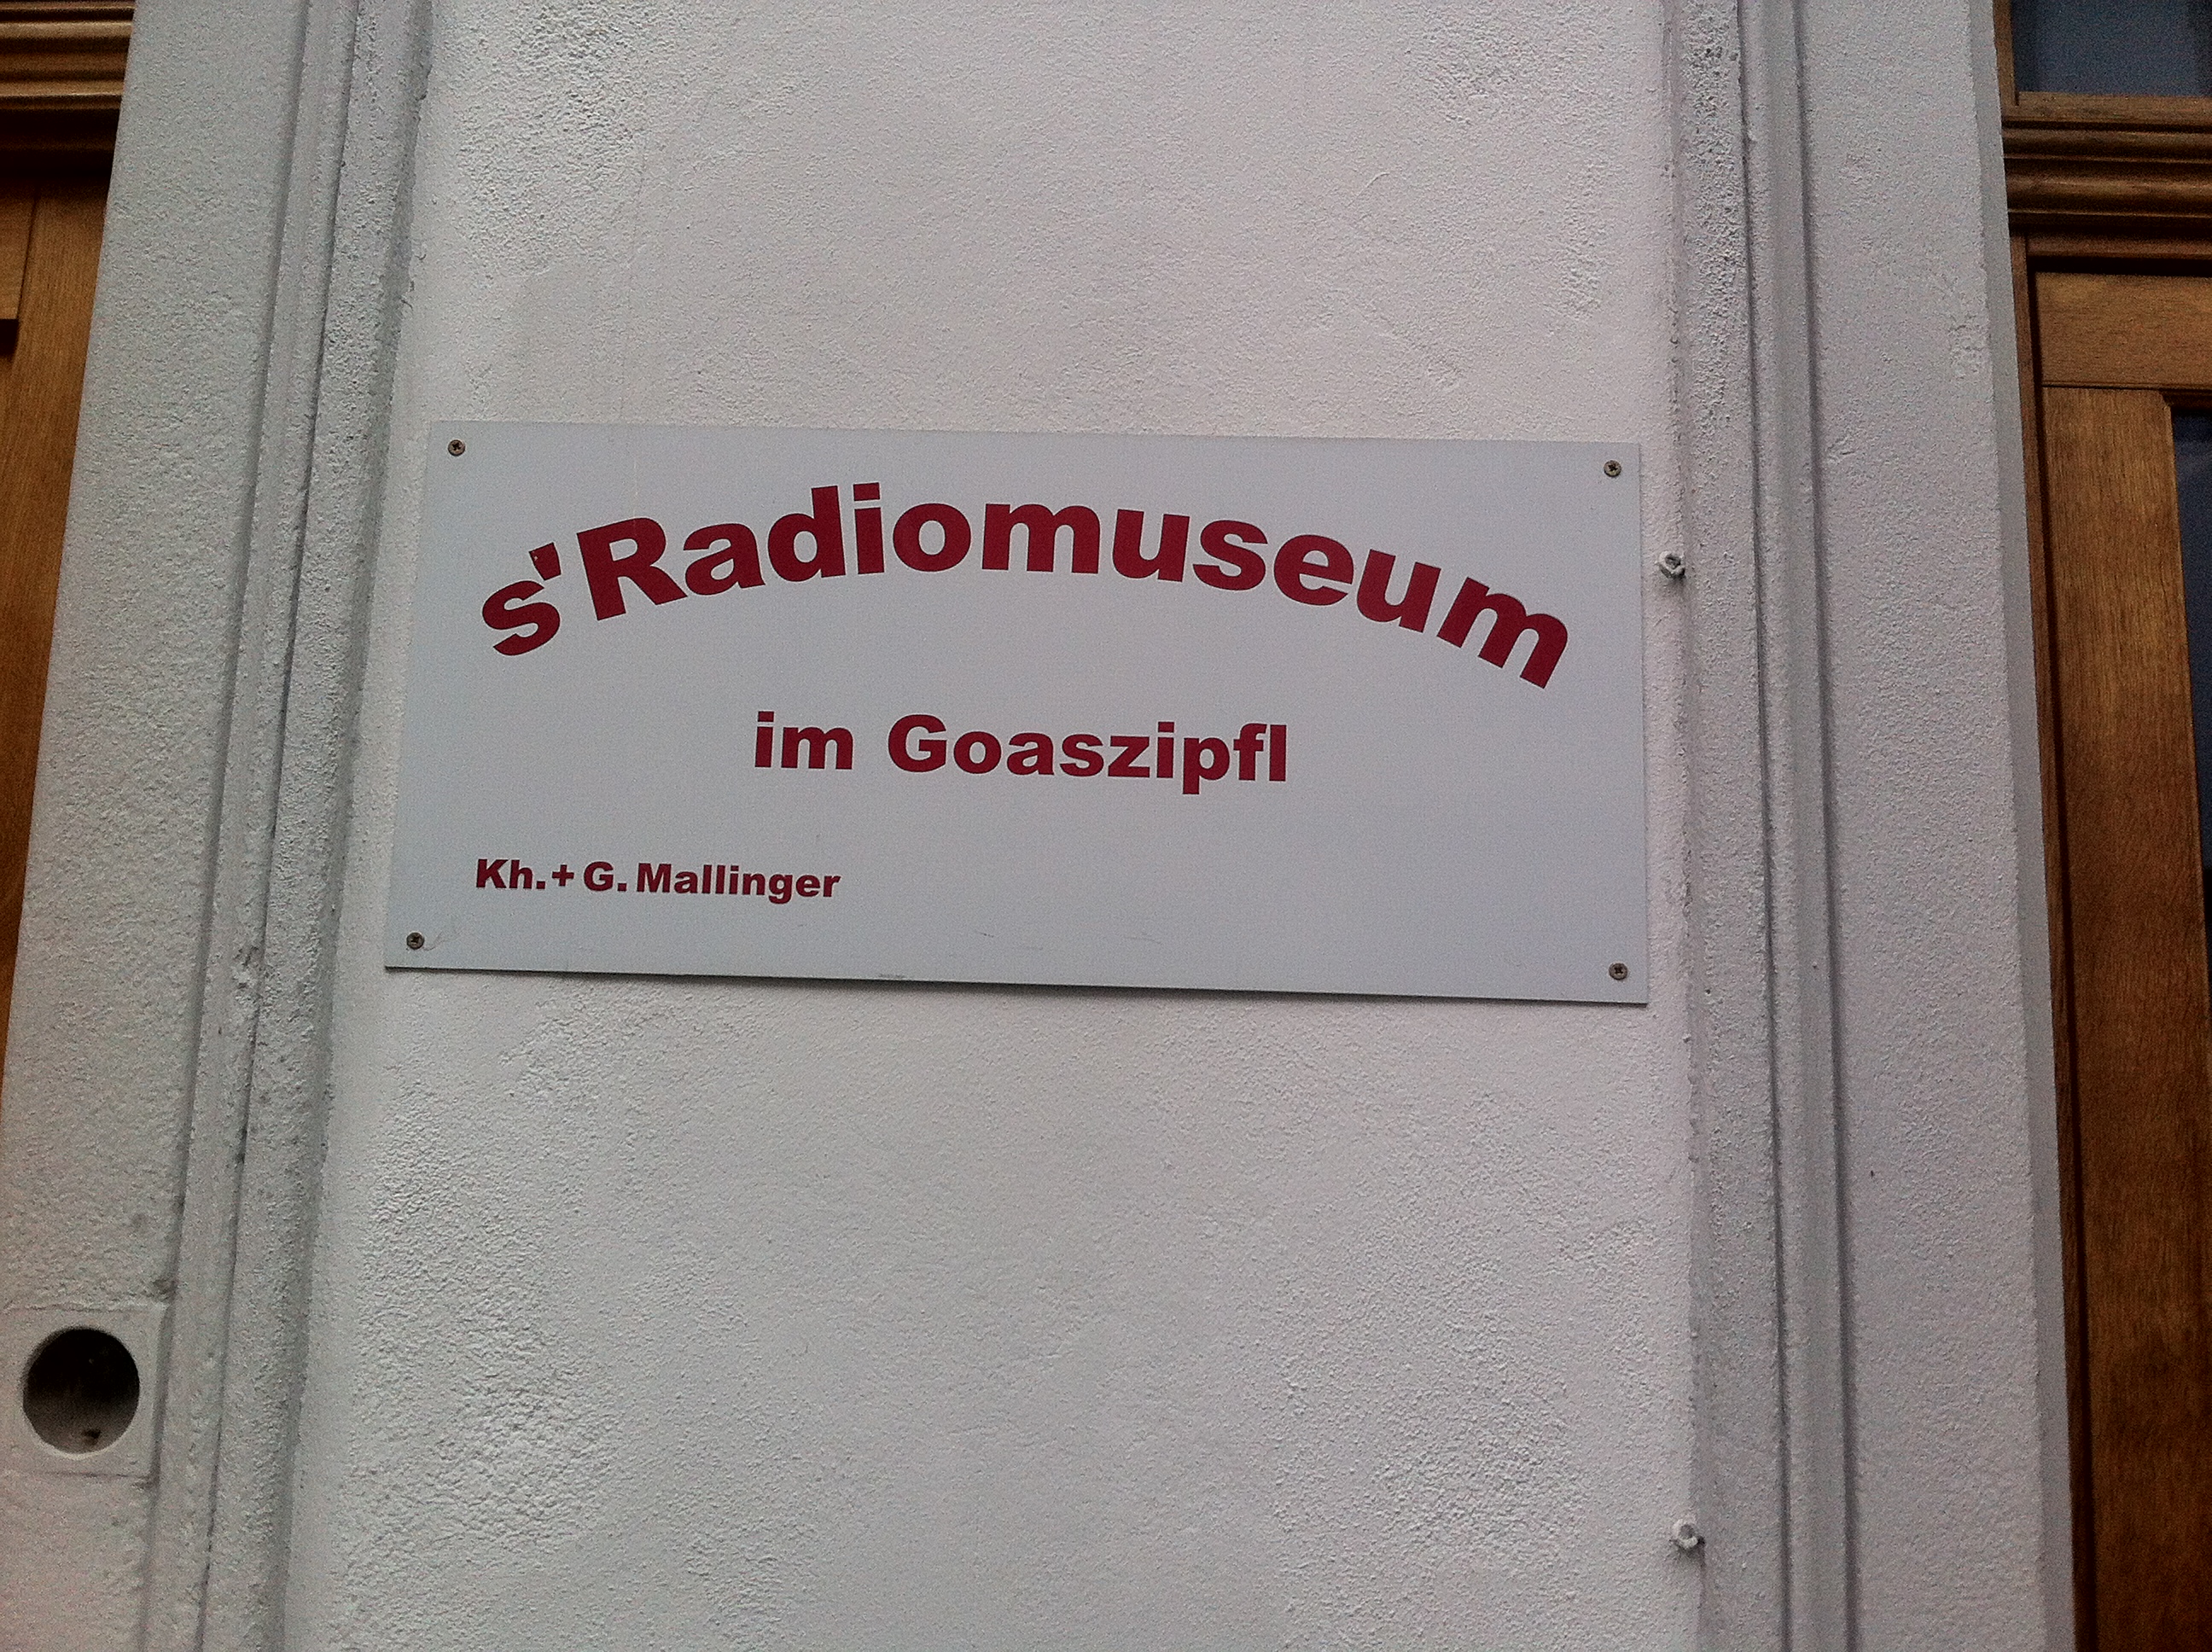 s'Radiomuseum
im Goaszipfl
Kh.+ G. Mallinger